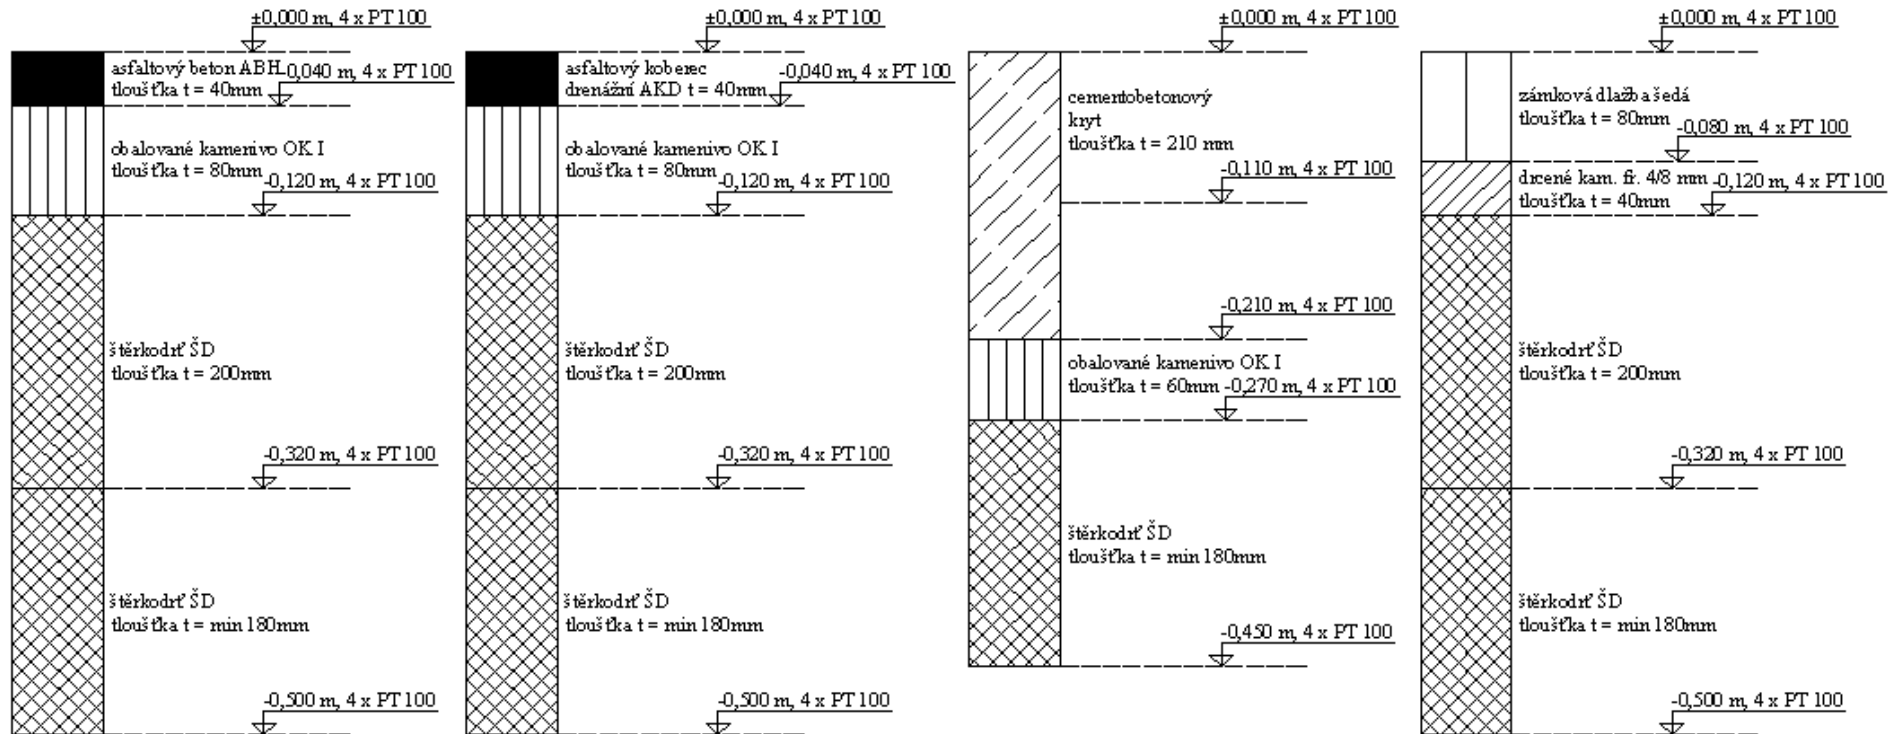 ±0,000 m, 4 x PT 100
asfaltový beton ABH
tloušťka t = 40mm
-0,040 m, 4 x PT 100
obalované kamenivo OK I
tloušťka t = 80mm
-0,120 m, 4 x PT 100
štěrkodrť ŠD
tloušťka t = 200mm
-0,320 m, 4 x PT 100
štěrkodrť ŠD
tloušťka t = min 180mm
-0,500 m, 4 x PT 100
±0,000 m, 4 x PT 100
asfaltový koberec
drenážní AKD t = 40mm
-0,040 m, 4 x PT 100
obalované kamenivo OK I
tloušťka t = 80mm
-0,120 m, 4 x PT 100
štěrkodrť ŠD
tloušťka t = 200mm
-0,320 m, 4 x PT 100
štěrkodrť ŠD
tloušťka t = min 180mm
-0,500 m, 4 x PT 100
±0,000 m, 4 x PT 100
cementobetonový
kryt
tloušťka t = 210 mm
-0,110 m, 4 x PT 100
-0,210 m, 4 x PT 100
obalované kamenivo OK I
tloušťka t = 60mm
-0,270 m, 4 x PT 100
štěrkodrť ŠD
tloušťka t = min 180mm
-0,450 m, 4 x PT 100
±0,000 m, 4 x PT 100
zámková dlažba šedá
tloušťka t = 80mm
-0,080 m, 4 x PT 100
drcené kam. fr. 4/8 mm
tloušťka t = 40mm
-0,120 m, 4 x PT 100
štěrkodrť ŠD
tloušťka t = 200mm
-0,320 m, 4 x PT 100
štěrkodrť ŠD
tloušťka t = min 180mm
-0,500 m, 4 x PT 100